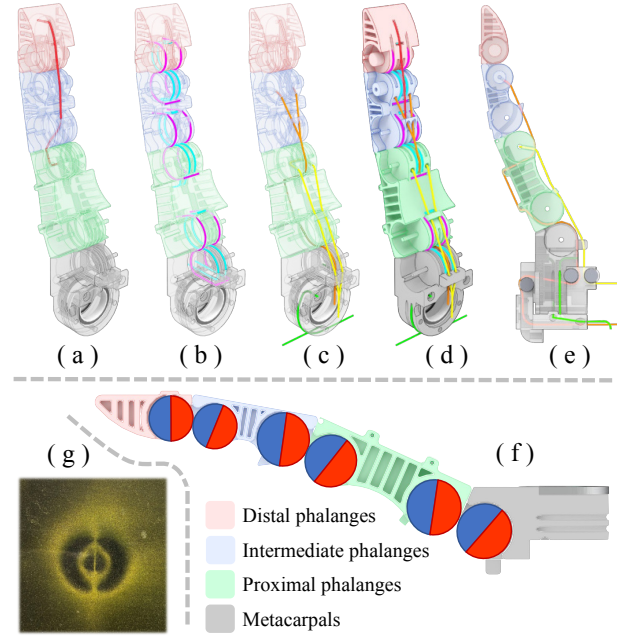 ( a ) ( b ) ( c ) ( d ) ( e )
( g ) ( f )
Distal phalanges
Intermediate phalanges
Proximal phalanges
Metacarpals